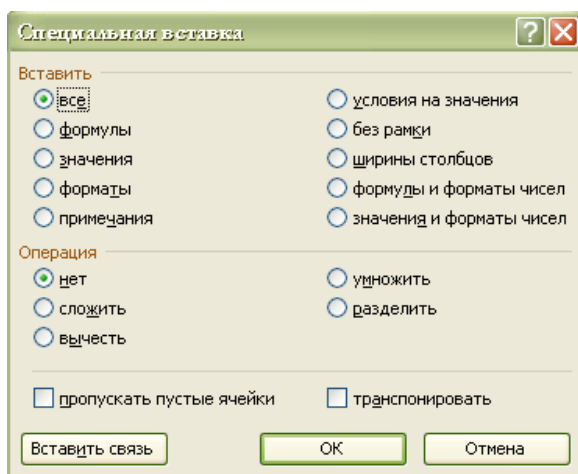 Специальная вставка
Вставить
все
условия на значения
формулы
без рамки
значения
ширины столбцов
форматы
формулы и форматы чисел
примечания
значения и форматы чисел
Операция
нет
умножить
сложить
разделить
вычесть
пропускать пустые ячейки
транспонировать
Вставить связь
ОК
Отмена